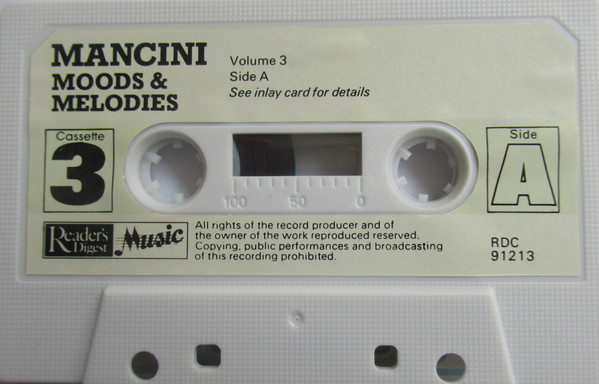 MANCINI
MOODS &
MELODIES
Volume 3
Side A
See inlay card for details
Cassette
3
Side
A
100 50 0
Reader's
Digest
Music
All rights of the record producer and of
the owner of the work reproduced reserved.
Copying, public performances and broadcasting
of this recording prohibited.
RDC
91213